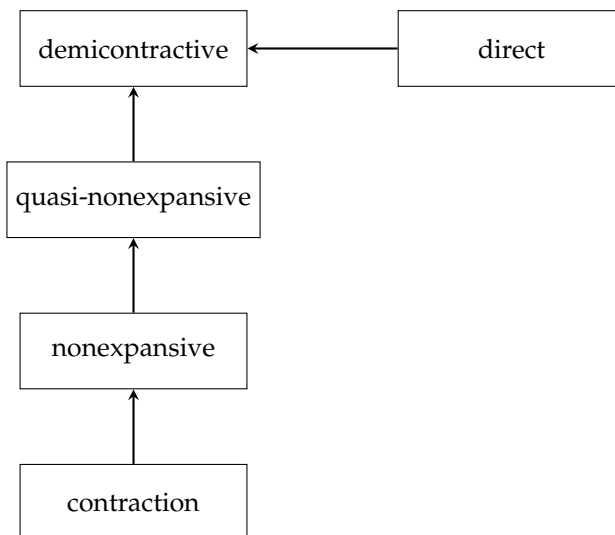 demicontractive
direct
quasi-nonexpansive
nonexpansive
contraction